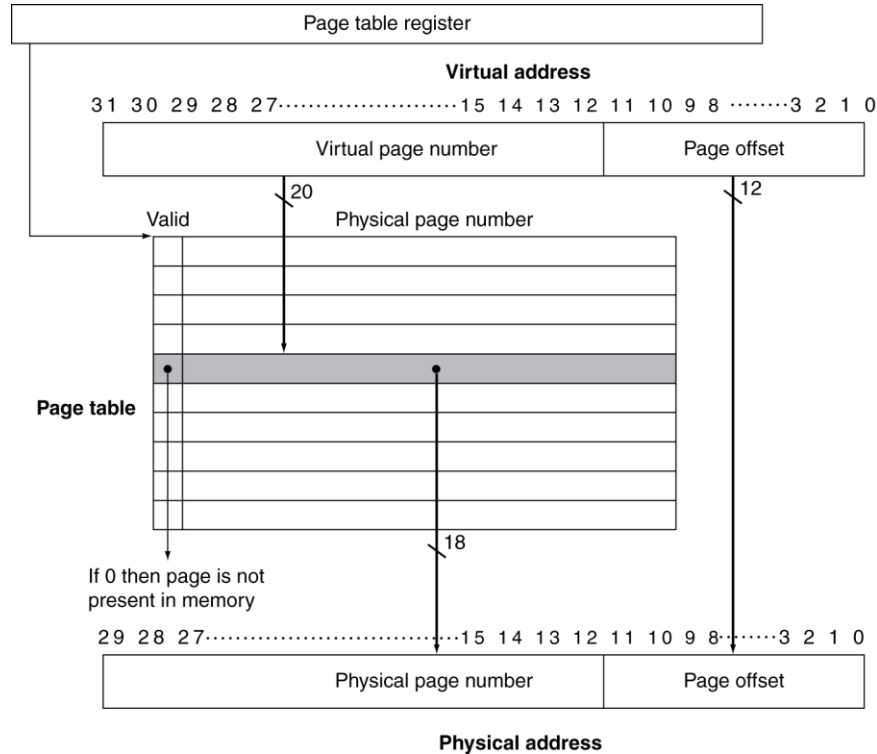 Page table register
Virtual address
31 30 29 28 27·······················15 14 13 12 11 10 9 8 ········3 2 1 0
Virtual page number Page offset
20 12
Valid Physical page number
Page table
18
If 0 then page is not
present in memory
29 28 27·································15 14 13 12 11 10 9 8········3 2 1 0
Physical page number Page offset
Physical address